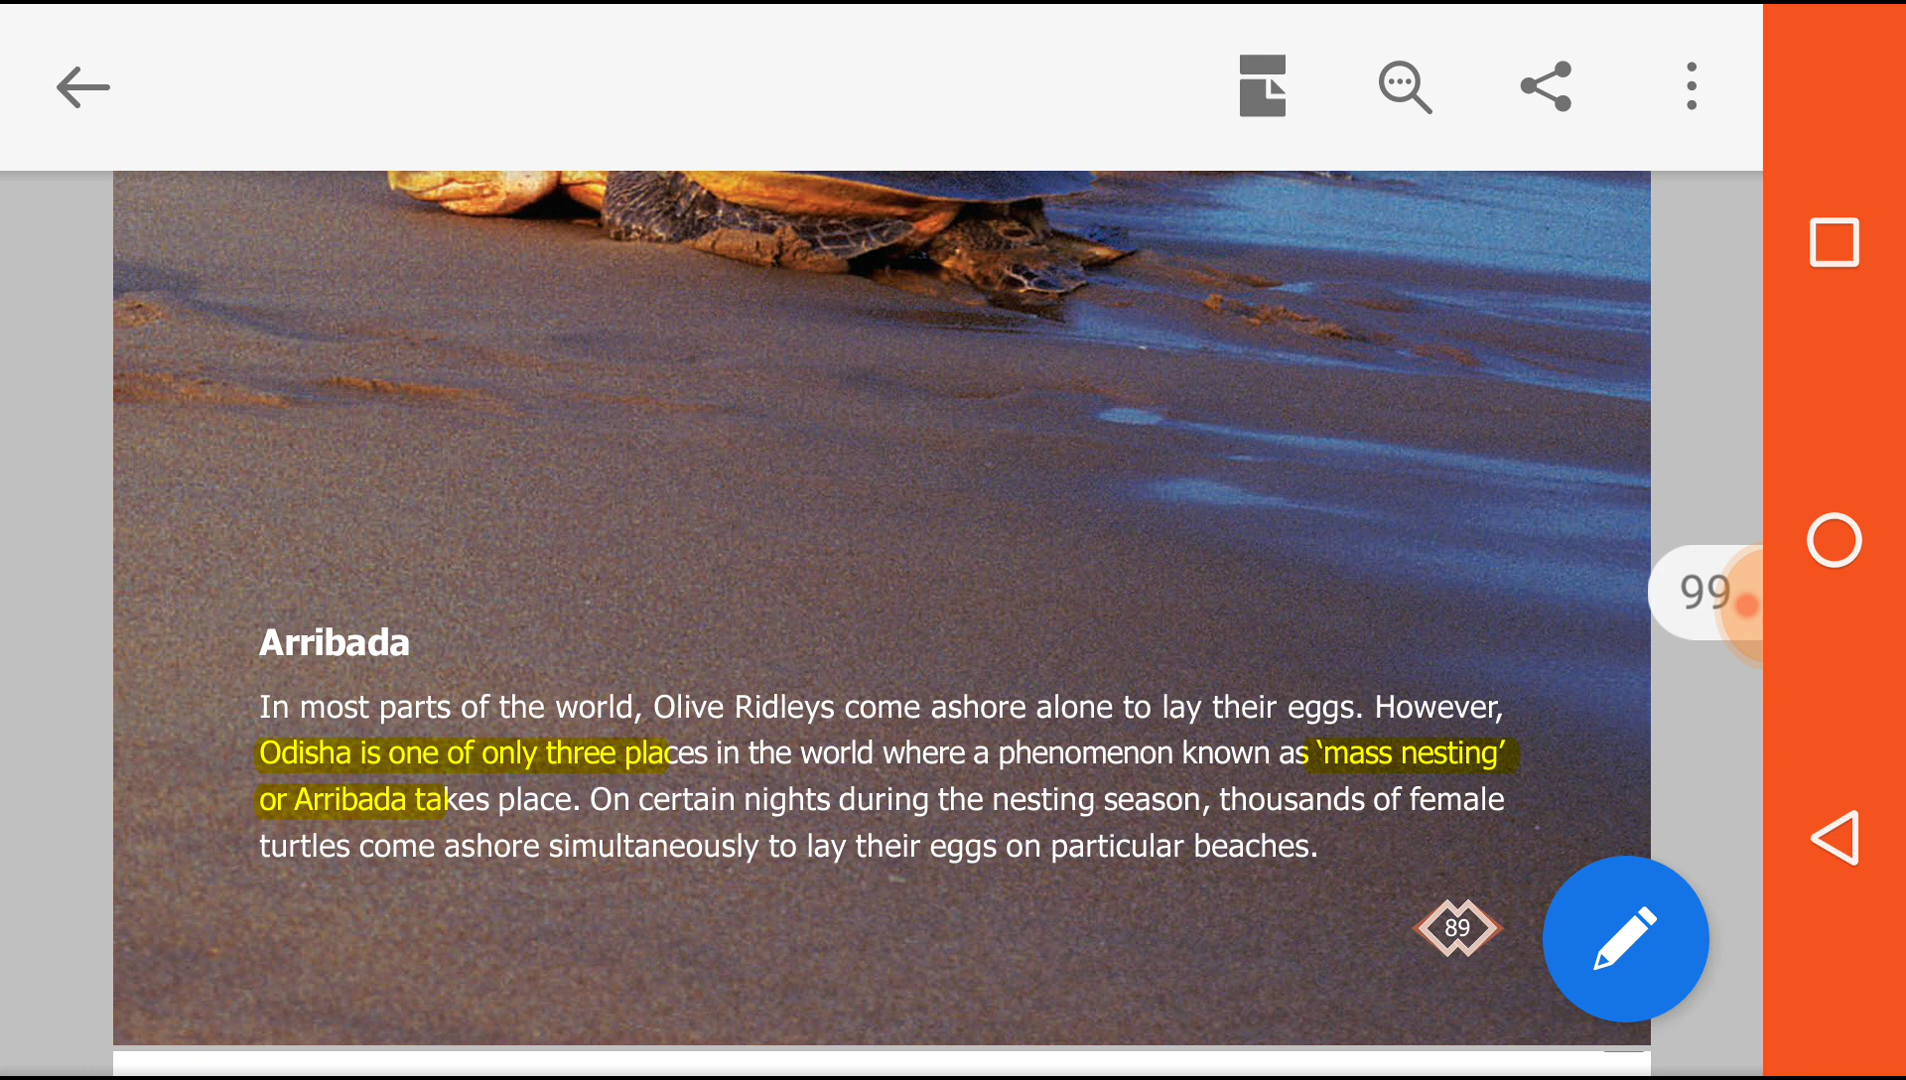 99
Arribada
In most parts of the world, Olive Ridleys come ashore alone to lay their eggs. However,
Odisha is one of only three places in the world where a phenomenon known as ‘mass nesting’
or Arribada takes place. On certain nights during the nesting season, thousands of female
turtles come ashore simultaneously to lay their eggs on particular beaches.
89